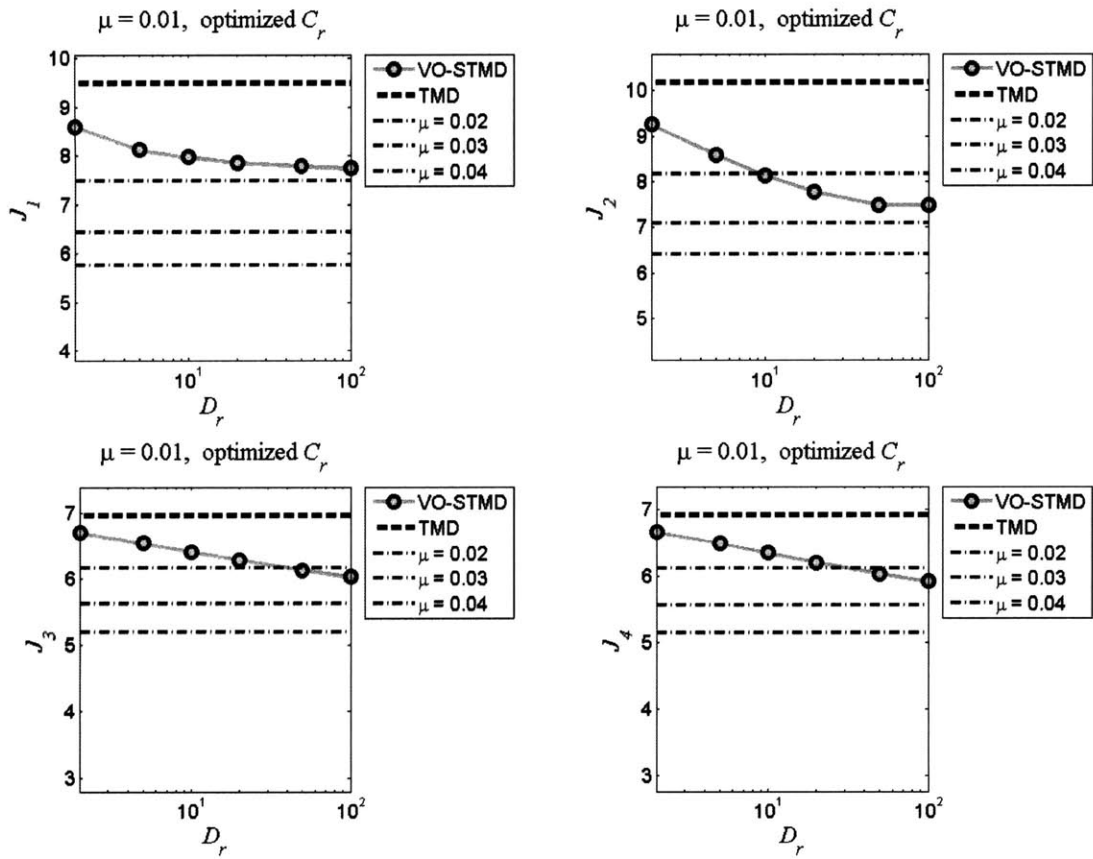 μ = 0.01, optimized C_r
10
9
8
7
6
5
4
J_1
10^1
10^2
D_r
VO-STMD
TMD
μ = 0.02
μ = 0.03
μ = 0.04
μ = 0.01, optimized C_r
10
9
8
7
6
5
J_2
10^1
10^2
D_r
VO-STMD
TMD
μ = 0.02
μ = 0.03
μ = 0.04
μ = 0.01, optimized C_r
7
6
5
4
3
J_3
10^1
10^2
D_r
VO-STMD
TMD
μ = 0.02
μ = 0.03
μ = 0.04
μ = 0.01, optimized C_r
7
6
5
4
3
J_4
10^1
10^2
D_r
VO-STMD
TMD
μ = 0.02
μ = 0.03
μ = 0.04